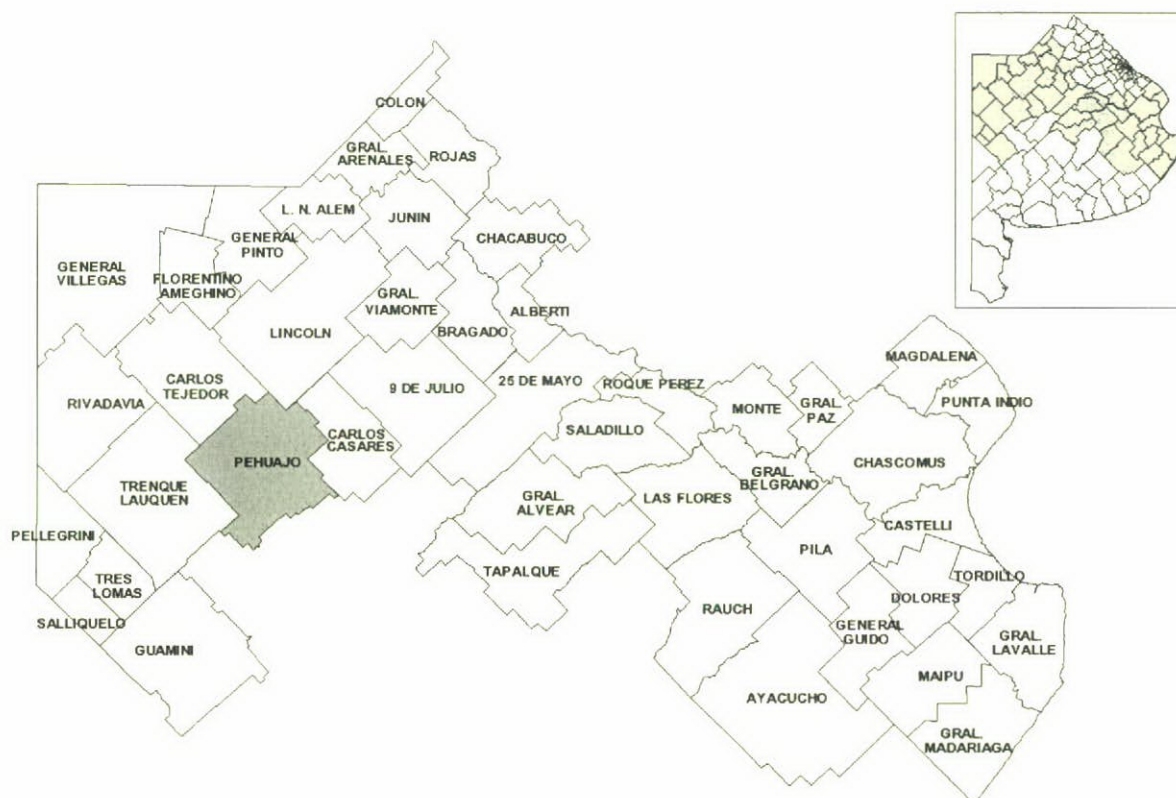 COLON
GRAL.
ARENALES
ROJAS
L. N. ALEM
JUNIN
GENERAL
PINTO
CHACABUCO
GENERAL
VILLEGAS
FLORENTINO
AMEGHINO
GRAL.
VIAMONTE
ALBERTI
LINCOLN
BRAGADO
MAGDALENA
CARLOS
TEJEDOR
9 DE JULIO
25 DE MAYO
ROQUE PEREZ
RIVADAVIA
MONTE
GRAL.
PAZ
PUNTA INDIO
CARLOS
CASARES
SALADILLO
PEHUAJO
CHASCOMUS
TRENQUE
LAUQUEN
GRAL.
BELGRANO
GRAL.
ALVEAR
LAS FLORES
CASTELLI
PELLEGRINI
PILA
TAPALQUE
TRES
LOMAS
TORDILLO
RAUCH
DOLORES
SALLIQUELO
GENERAL
GUIDO
GRAL.
LAVALLE
GUAMINI
MAIPU
AYACUCHO
GRAL.
MADARIAGA